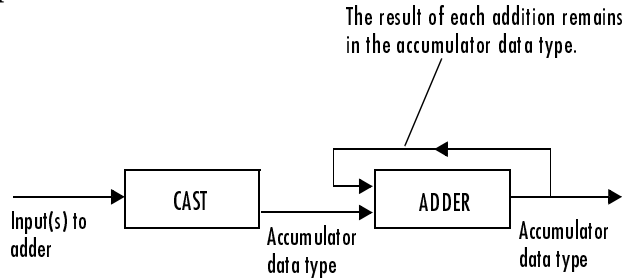 The result of each addition remains
in the accumulator data type.
CAST
ADDER
Input(s) to
adder
Accumulator
data type
Accumulator
data type